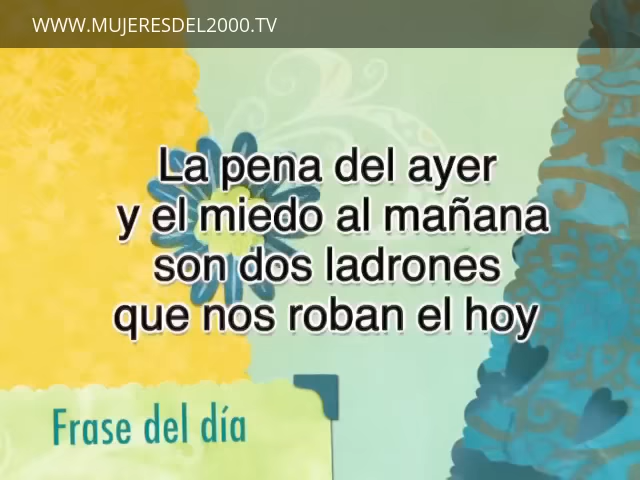 WWW.MUJERESDEL2000.TV
La pena del ayer
y el miedo al mañana
son dos ladrones
que nos roban el hoy
Frase del día